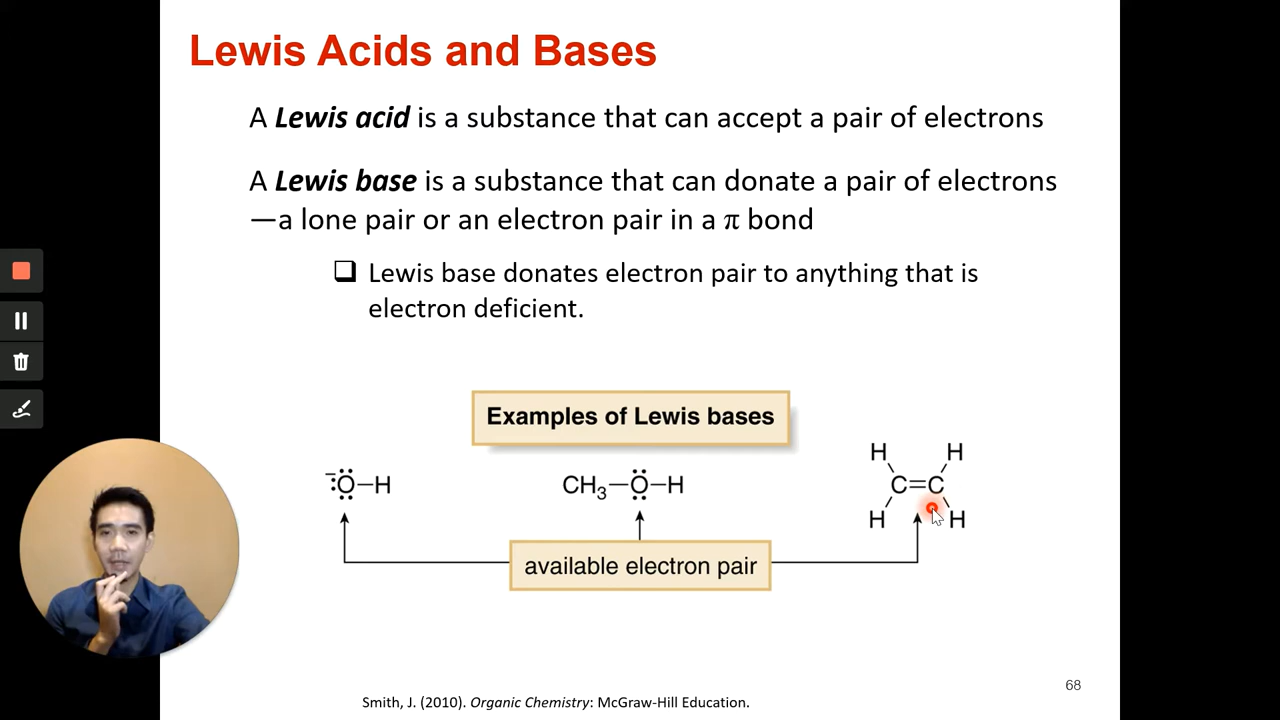 Lewis Acids and Bases
A Lewis acid is a substance that can accept a pair of electrons
A Lewis base is a substance that can donate a pair of electrons
—a lone pair or an electron pair in a π bond
❑ Lewis base donates electron pair to anything that is
electron deficient.
Examples of Lewis bases
H H
⁻:Ö–H CH₃–Ö–H C=C
H H
available electron pair
68
Smith, J. (2010). Organic Chemistry: McGraw-Hill Education.